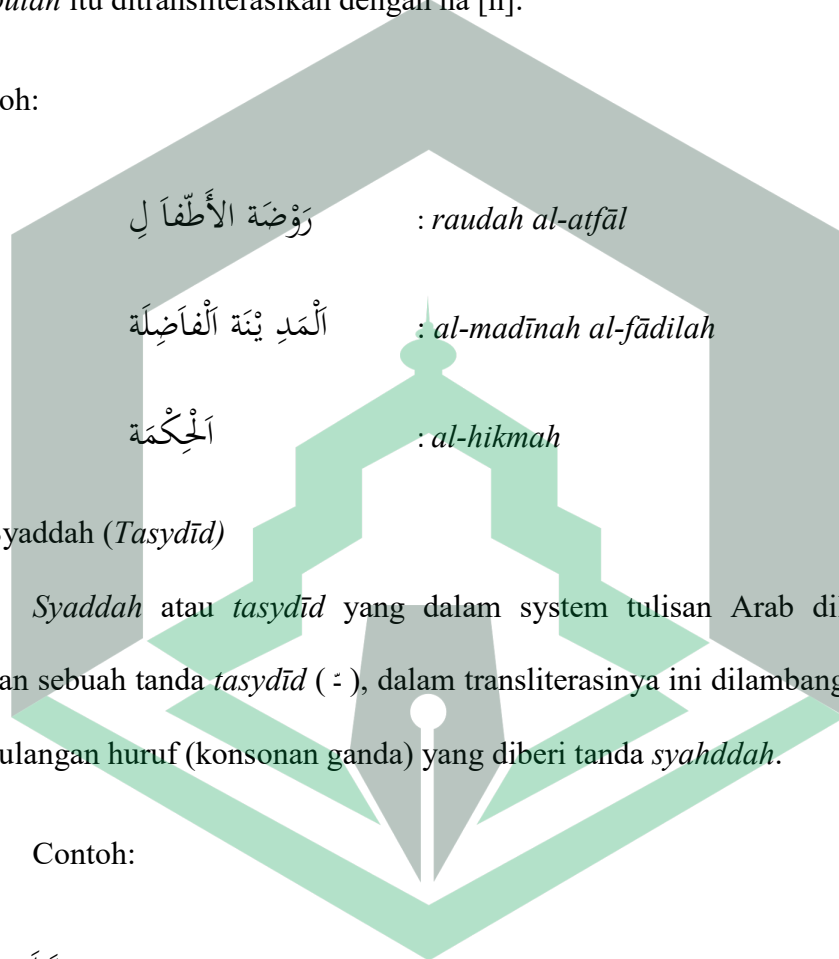 itu ditransliterasikan dengan ha [h].
oh:
رَوْضَة الأَطّفاَ لِ : raudah al-atfāl
اَلْمَدِ يْنَة اَلْفاَضِلَة : al-madīnah al-fādilah
اَلْحِكْمَة : al-hikmah
yaddah (Tasydīd)
Syaddah atau tasydīd yang dalam system tulisan Arab dil
an sebuah tanda tasydīd ( ـّ ), dalam transliterasinya ini dilambang
ulangan huruf (konsonan ganda) yang diberi tanda syahddah.
Contoh: